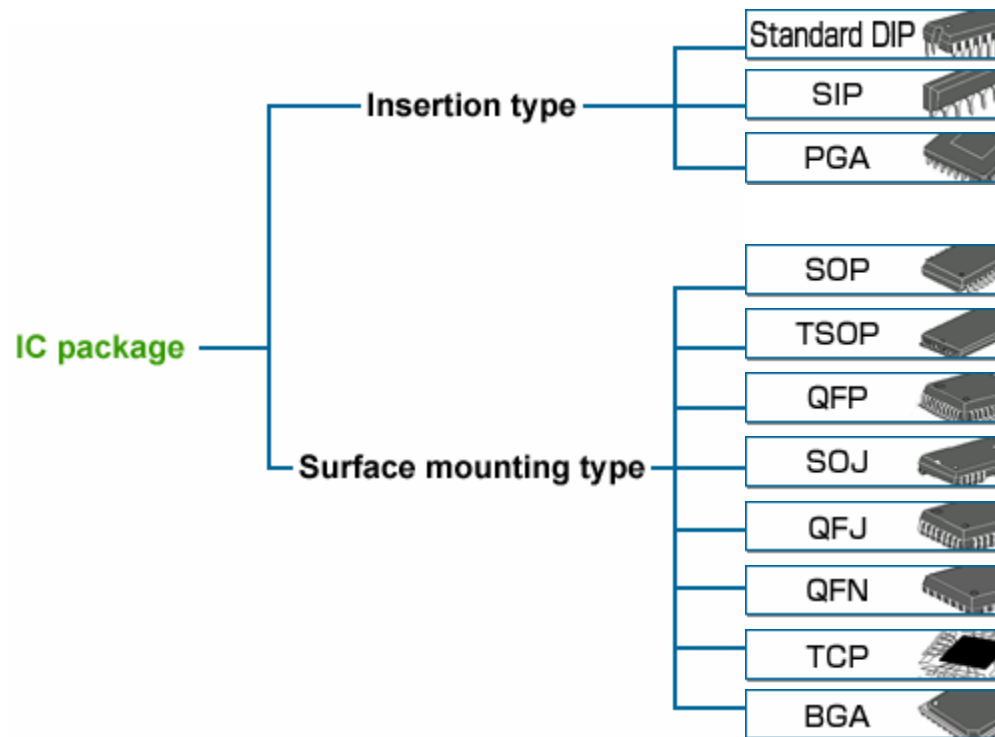 Standard DIP
SIP
Insertion type
PGA
SOP
TSOP
IC package
QFP
SOJ
Surface mounting type
QFJ
QFN
TCP
BGA